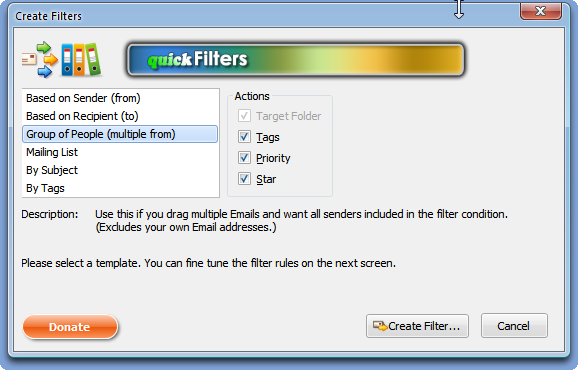 Create Filters
quickFilters
Based on Sender (from)
Based on Recipient (to)
Group of People (multiple from)
Mailing List
By Subject
By Tags
Actions
Target Folder
Tags
Priority
Star
Description: Use this if you drag multiple Emails and want all senders included in the filter condition.
(Excludes your own Email addresses.)
Please select a template. You can fine tune the filter rules on the next screen.
Donate
Create Filter...
Cancel